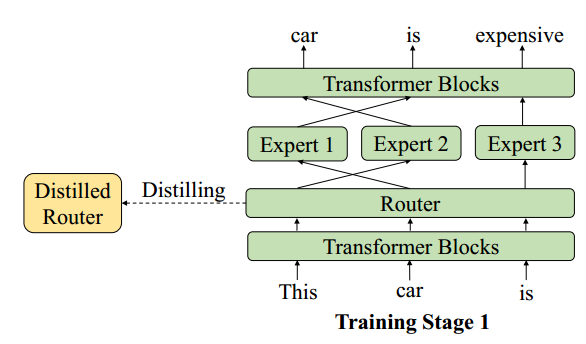 car is expensive
Transformer Blocks
Expert 1 Expert 2 Expert 3
Distilled
Router
Distilling
Router
Transformer Blocks
This car is
Training Stage 1